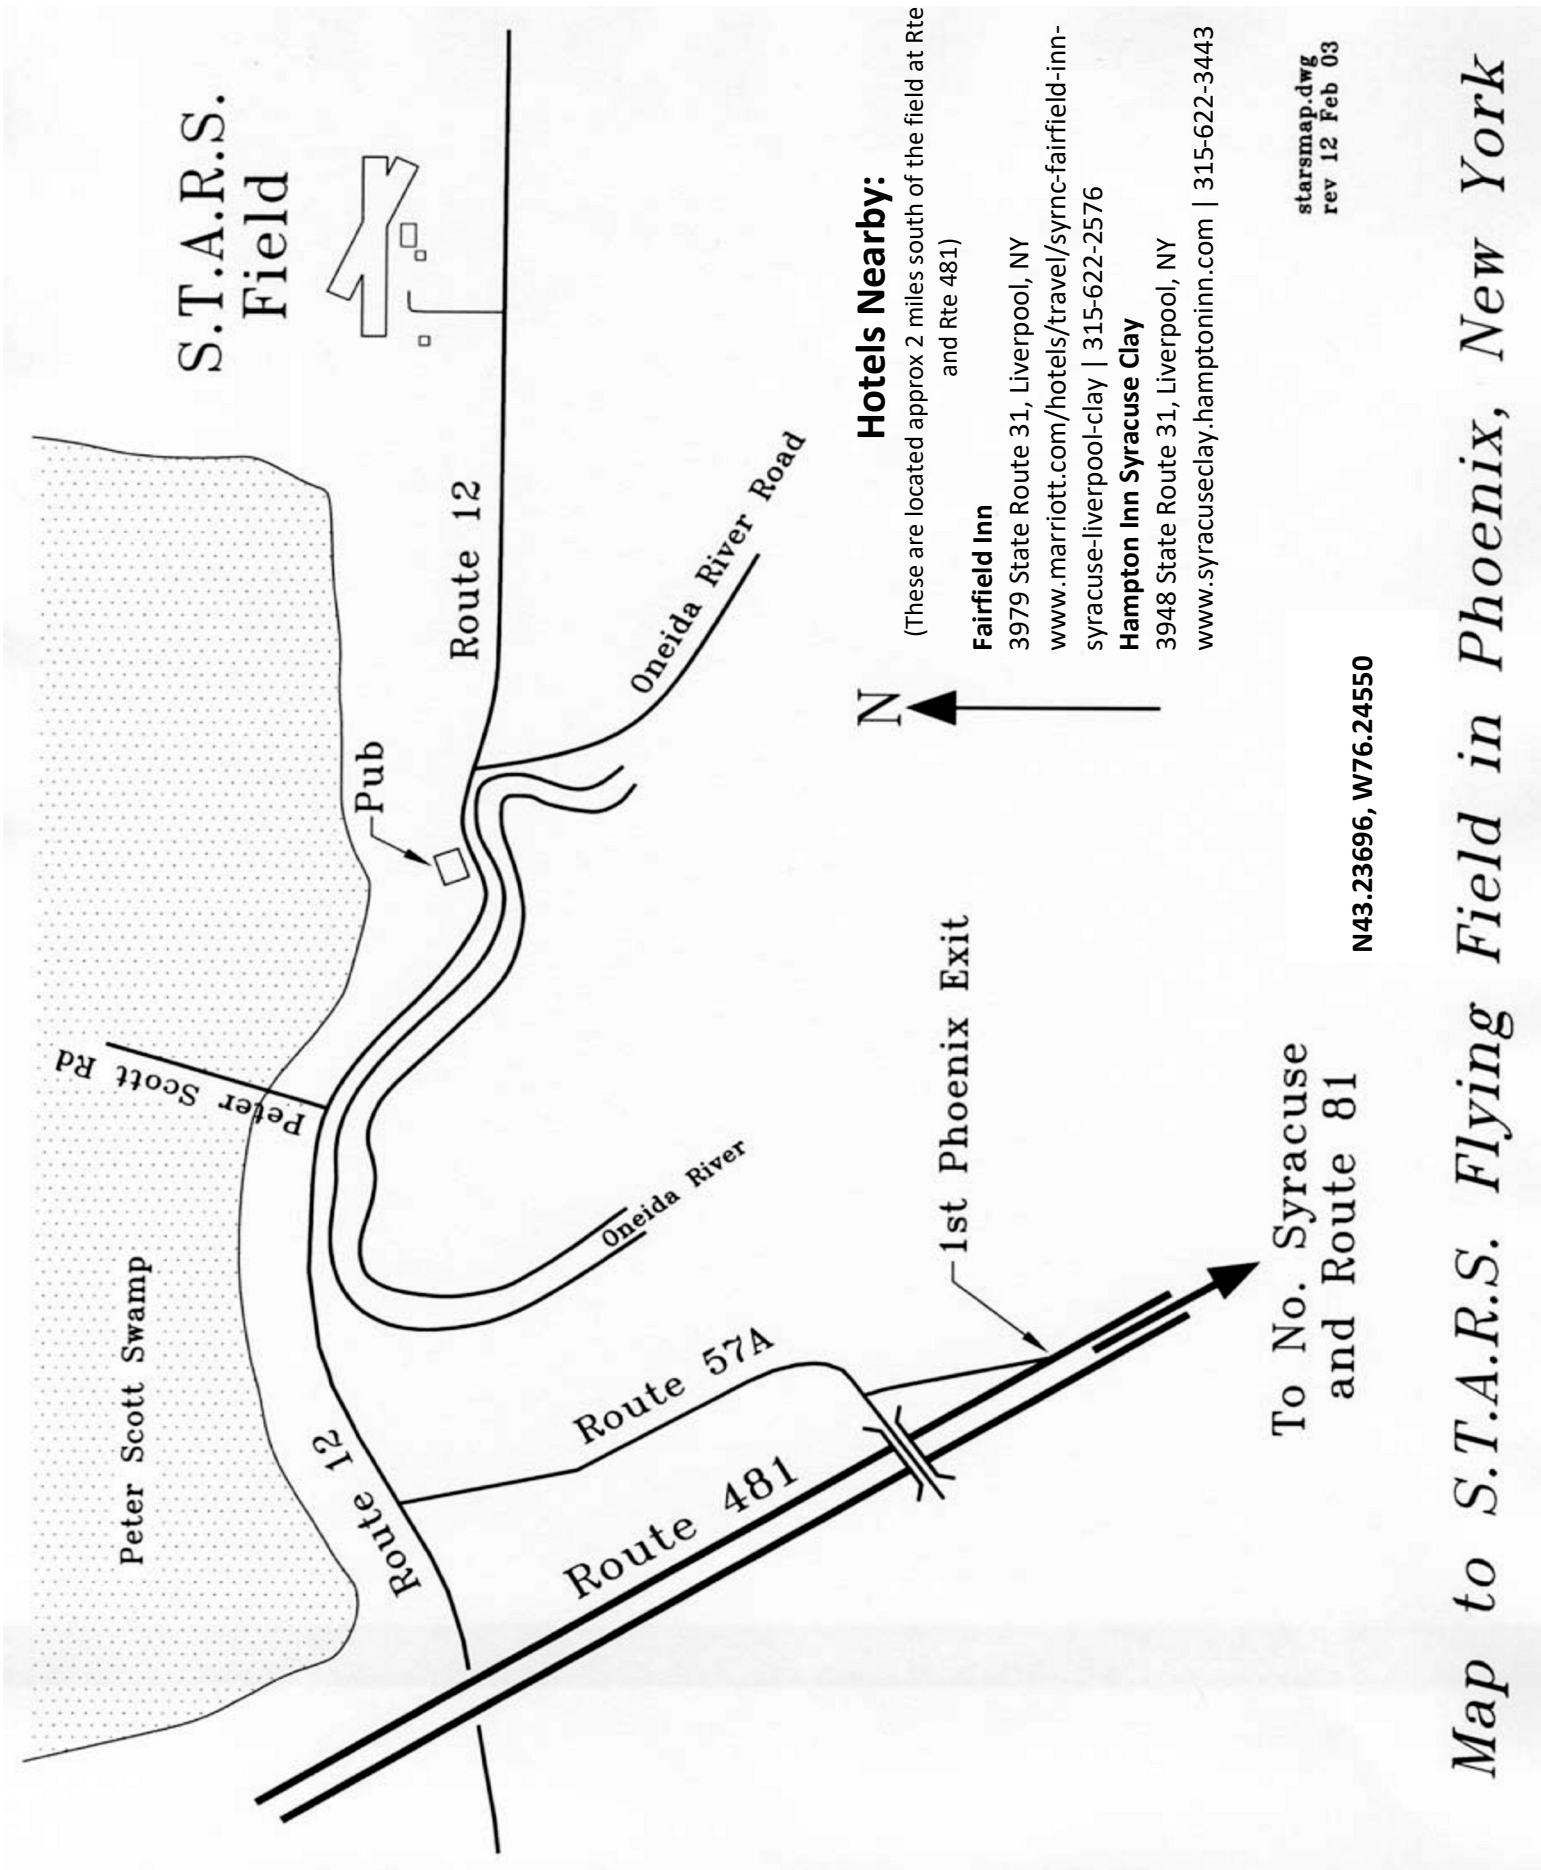 S.T.A.R.S.
Field
Peter Scott Swamp
Peter Scott Rd
Pub
Route 12
Route 12
Oneida River Road
Oneida River
Route 57A
Route 481
1st Phoenix Exit
To No. Syracuse
and Route 81
N
Hotels Nearby:
(These are located approx 2 miles south of the field at Rte
and Rte 481)
Fairfield Inn
3979 State Route 31, Liverpool, NY
www.marriott.com/hotels/travel/syrnc-fairfield-inn-
syracuse-liverpool-clay | 315-622-2576
Hampton Inn Syracuse Clay
3948 State Route 31, Liverpool, NY
www.syracuseclay.hamptoninn.com | 315-622-3443
starsmap.dwg
rev 12 Feb 03
N43.23696, W76.24550
Map to S.T.A.R.S. Flying Field in Phoenix, New York